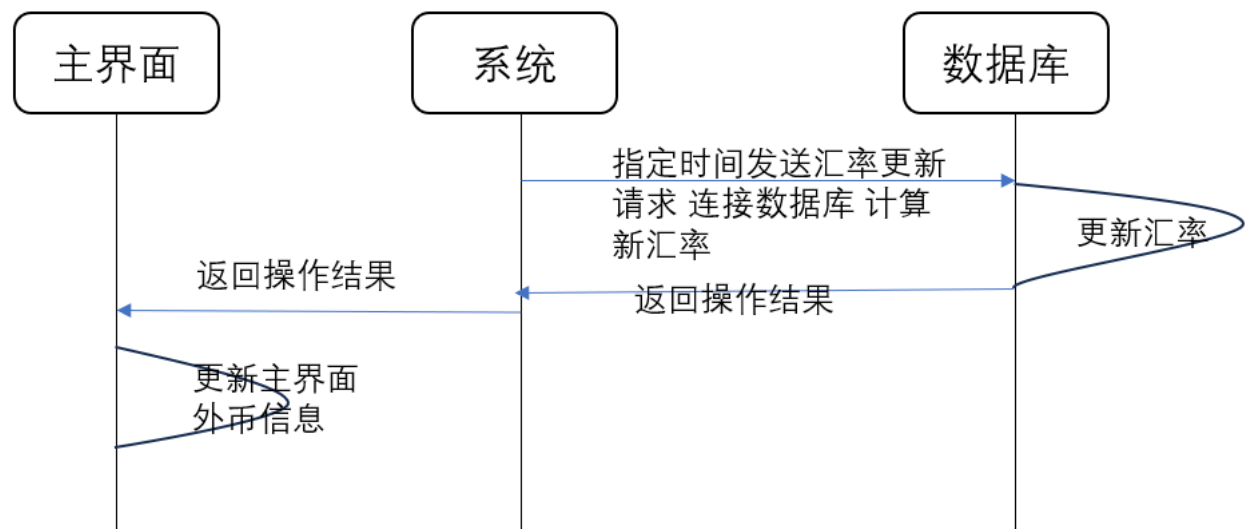 主界面
系统
数据库
指定时间发送汇率更新
请求 连接数据库 计算
新汇率
更新汇率
返回操作结果
返回操作结果
更新主界面
外币信息